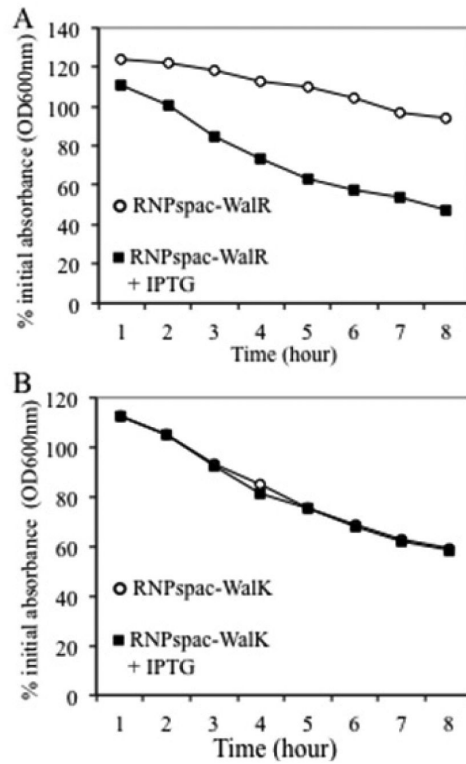 A
% initial absorbance (OD600nm)
140
120
100
80
60
40
20
0
RNPspac-WalR
RNPspac-WalR
+ IPTG
1 2 3 4 5 6 7 8
Time (hour)
B
% initial absorbance (OD600nm)
120
100
80
60
40
20
0
RNPspac-WalK
RNPspac-WalK
+ IPTG
1 2 3 4 5 6 7 8
Time (hour)